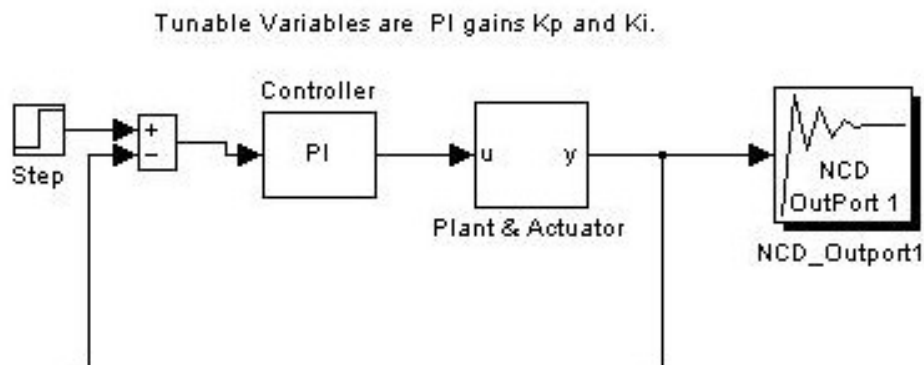 Tunable Variables are PI gains Kp and Ki.
Controller
Step
+
−
PI
u
y
Plant & Actuator
NCD
OutPort 1
NCD_Outport1